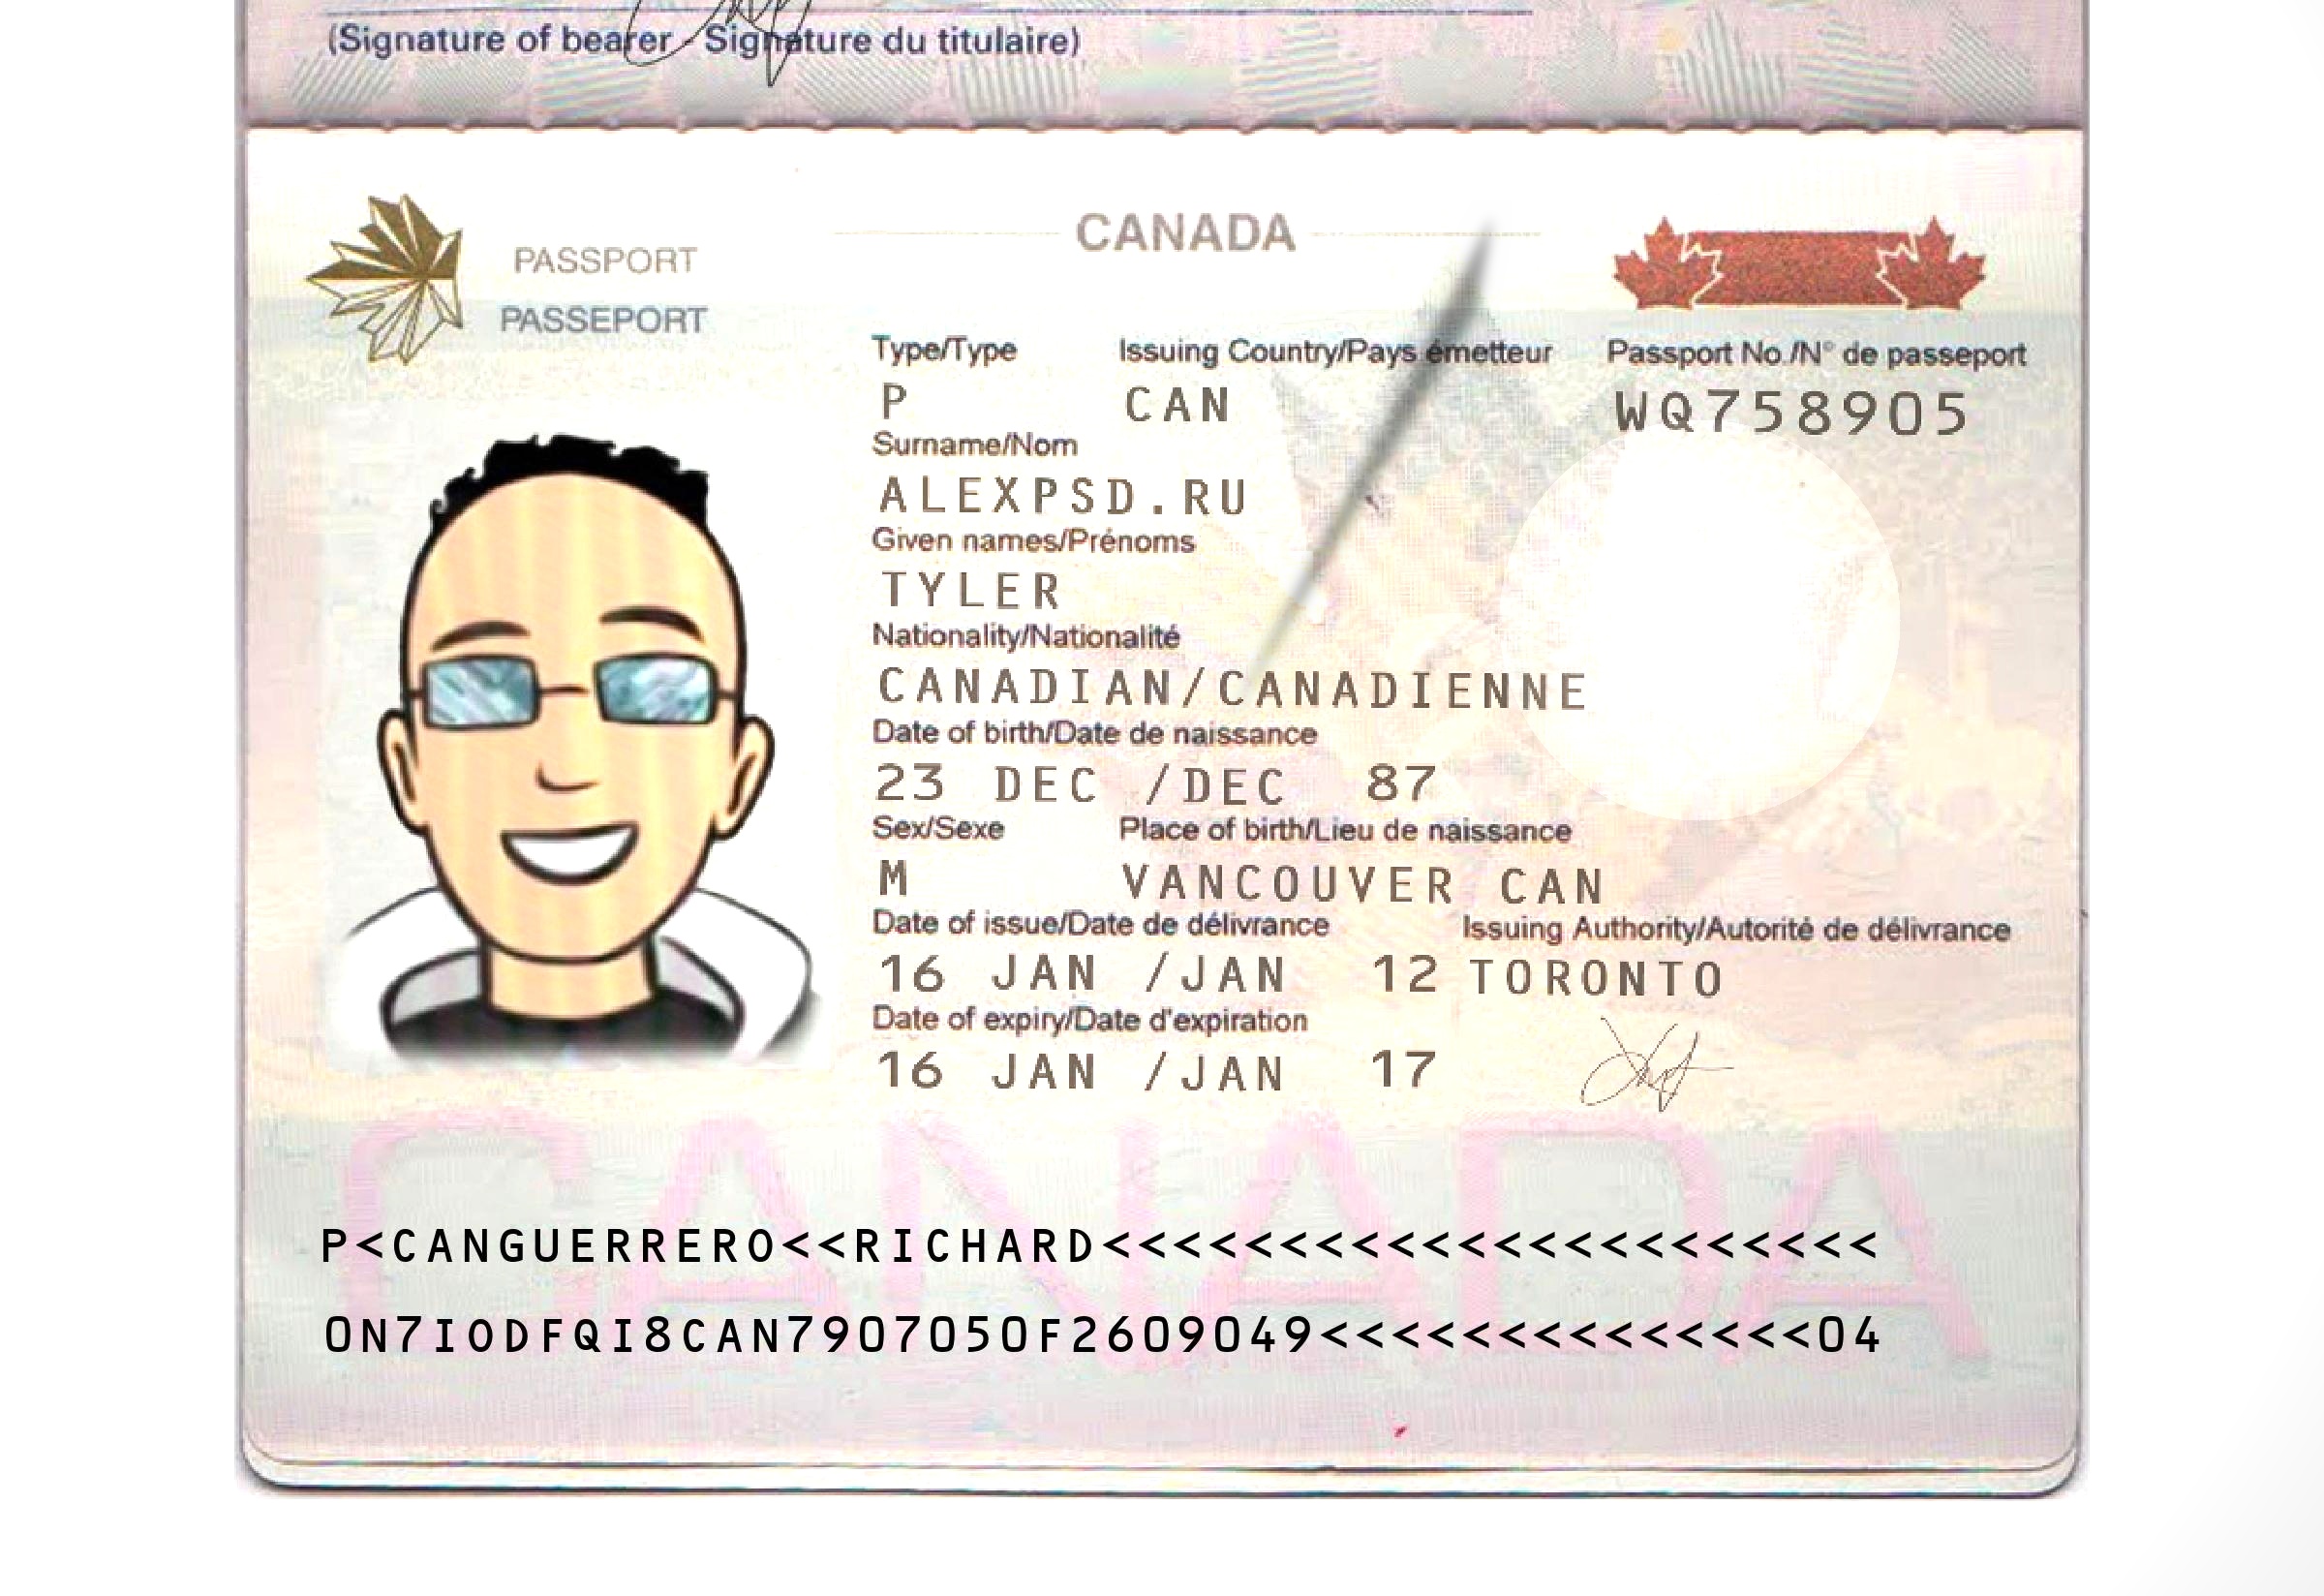 (Signature of bearer - Signature du titulaire)
CANADA
PASSPORT
PASSEPORT
Type/Type Issuing Country/Pays émetteur Passport No./N° de passeport
P CAN WQ758905
Surname/Nom
ALEXPSD.RU
Given names/Prénoms
TYLER
Nationality/Nationalité
CANADIAN/CANADIENNE
Date of birth/Date de naissance
23 DEC /DEC 87
Sex/Sexe Place of birth/Lieu de naissance
M VANCOUVER CAN
Date of issue/Date de délivrance Issuing Authority/Autorité de délivrance
16 JAN /JAN 12 TORONTO
Date of expiry/Date d'expiration
16 JAN /JAN 17
CANADA
P<CANGUERRERO<<RICHARD<<<<<<<<<<<<<<<<<<<<<<
0N7IODFQI8CAN7907050F2609049<<<<<<<<<<<<<<04